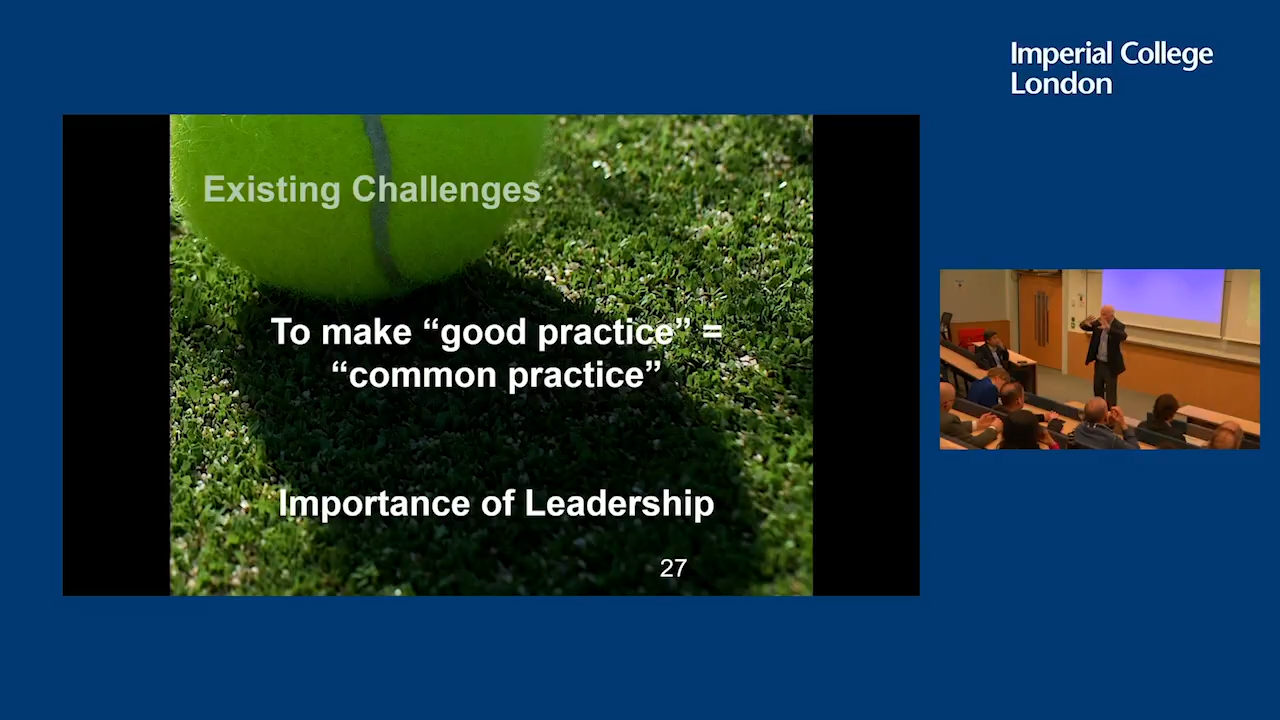 Imperial College
London
Existing Challenges
To make “good practice” =
“common practice”
Importance of Leadership
27